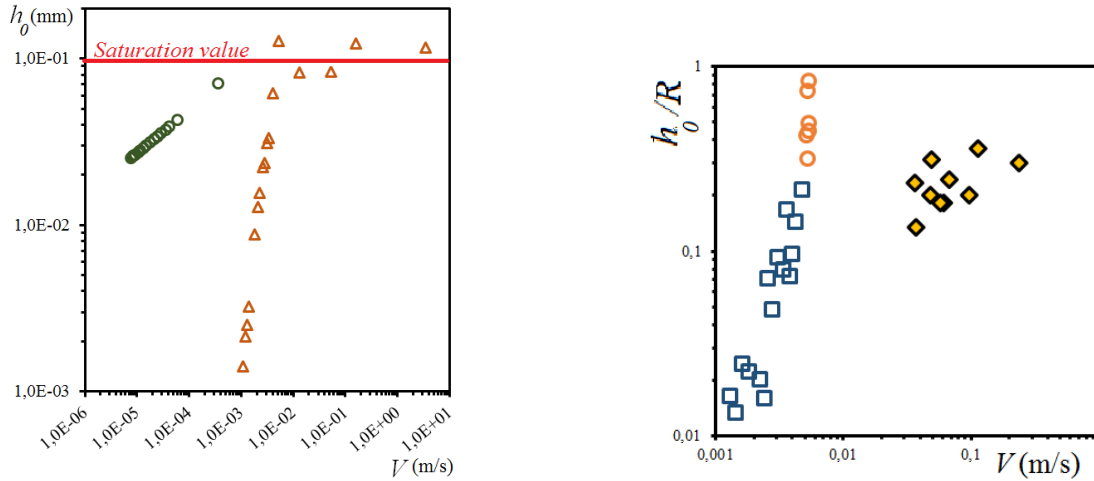 h₀ (mm)
1,0E-01
1,0E-02
1,0E-03
Saturation value
1,0E-06
1,0E-05
1,0E-04
1,0E-03
1,0E-02
1,0E-01
1,0E+00
1,0E+01
V (m/s)
h₀/R
1
0,1
0,01
0,001
0,01
0,1
V (m/s)